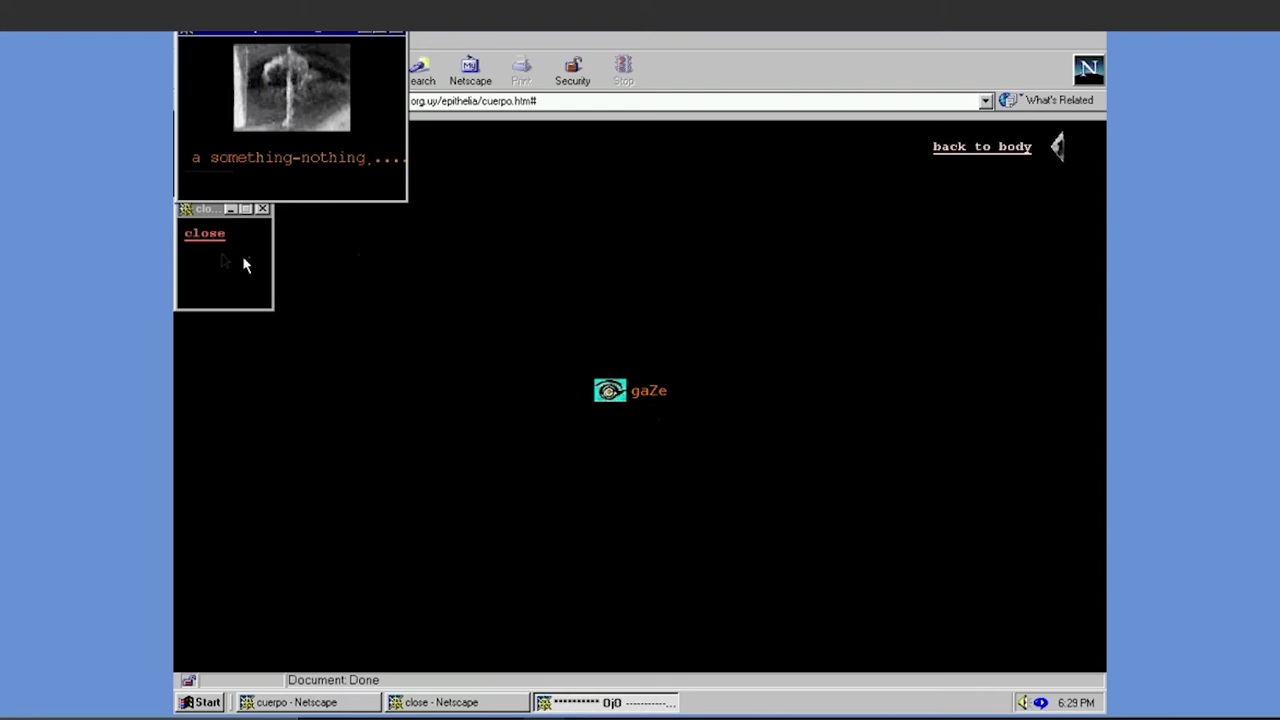 earch
Netscape
Print
Security
Stop
org.uy/epithelia/cuerpo.htm#
What's Related
N
a something-nothing.....
back to body
clo...
close
gaZe
Document: Done
Start
cuerpo - Netscape
close - Netscape
********** 0j0 ----------...
6:29 PM